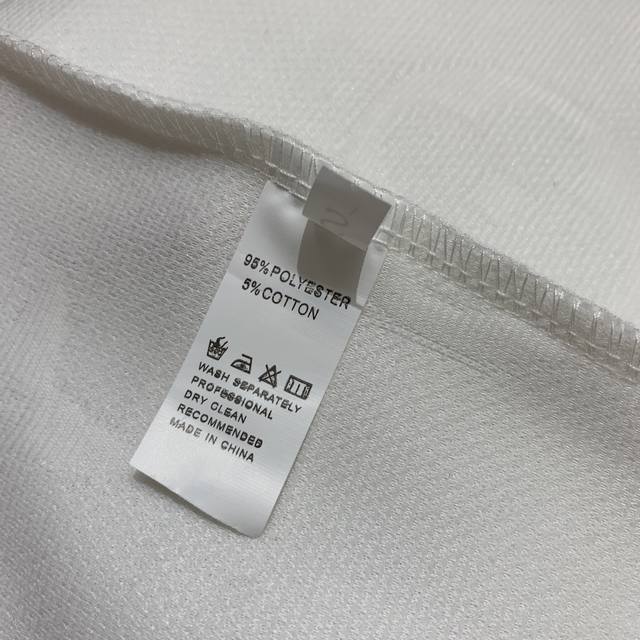 95% POLYESTER
5% COTTON
WASH SEPARATELY
PROFESSIONAL
DRY CLEAN
RECOMMENDED
MADE IN CHINA